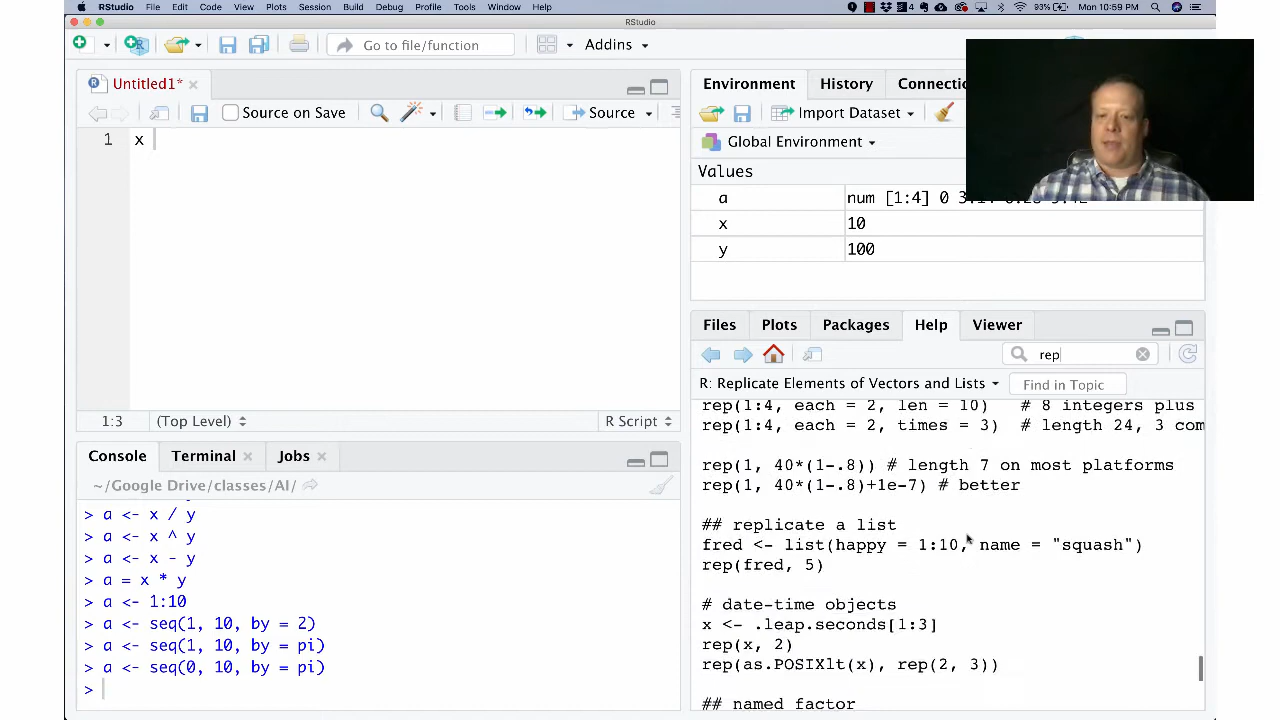 RStudio File Edit Code View Plots Session Build Debug Profile Tools Window Help 4 93% Mon 10:59 PM
RStudio
Go to file/function Addins
Untitled1*
Source on Save Source
1 x
1:3 (Top Level) R Script
Console Terminal Jobs
~/Google Drive/classes/AI/
> a <- x / y
> a <- x ^ y
> a <- x - y
> a = x * y
> a <- 1:10
> a <- seq(1, 10, by = 2)
> a <- seq(1, 10, by = pi)
> a <- seq(0, 10, by = pi)
>
Environment History Connectio
Import Dataset
Global Environment
Values
a num [1:4] 0
x 10
y 100
Files Plots Packages Help Viewer
rep
R: Replicate Elements of Vectors and Lists Find in Topic
rep(1:4, each = 2, len = 10) # 8 integers plus
rep(1:4, each = 2, times = 3) # length 24, 3 com
rep(1, 40*(1-.8)) # length 7 on most platforms
rep(1, 40*(1-.8)+1e-7) # better
## replicate a list
fred <- list(happy = 1:10, name = "squash")
rep(fred, 5)
# date-time objects
x <- .leap.seconds[1:3]
rep(x, 2)
rep(as.POSIXlt(x), rep(2, 3))
## named factor